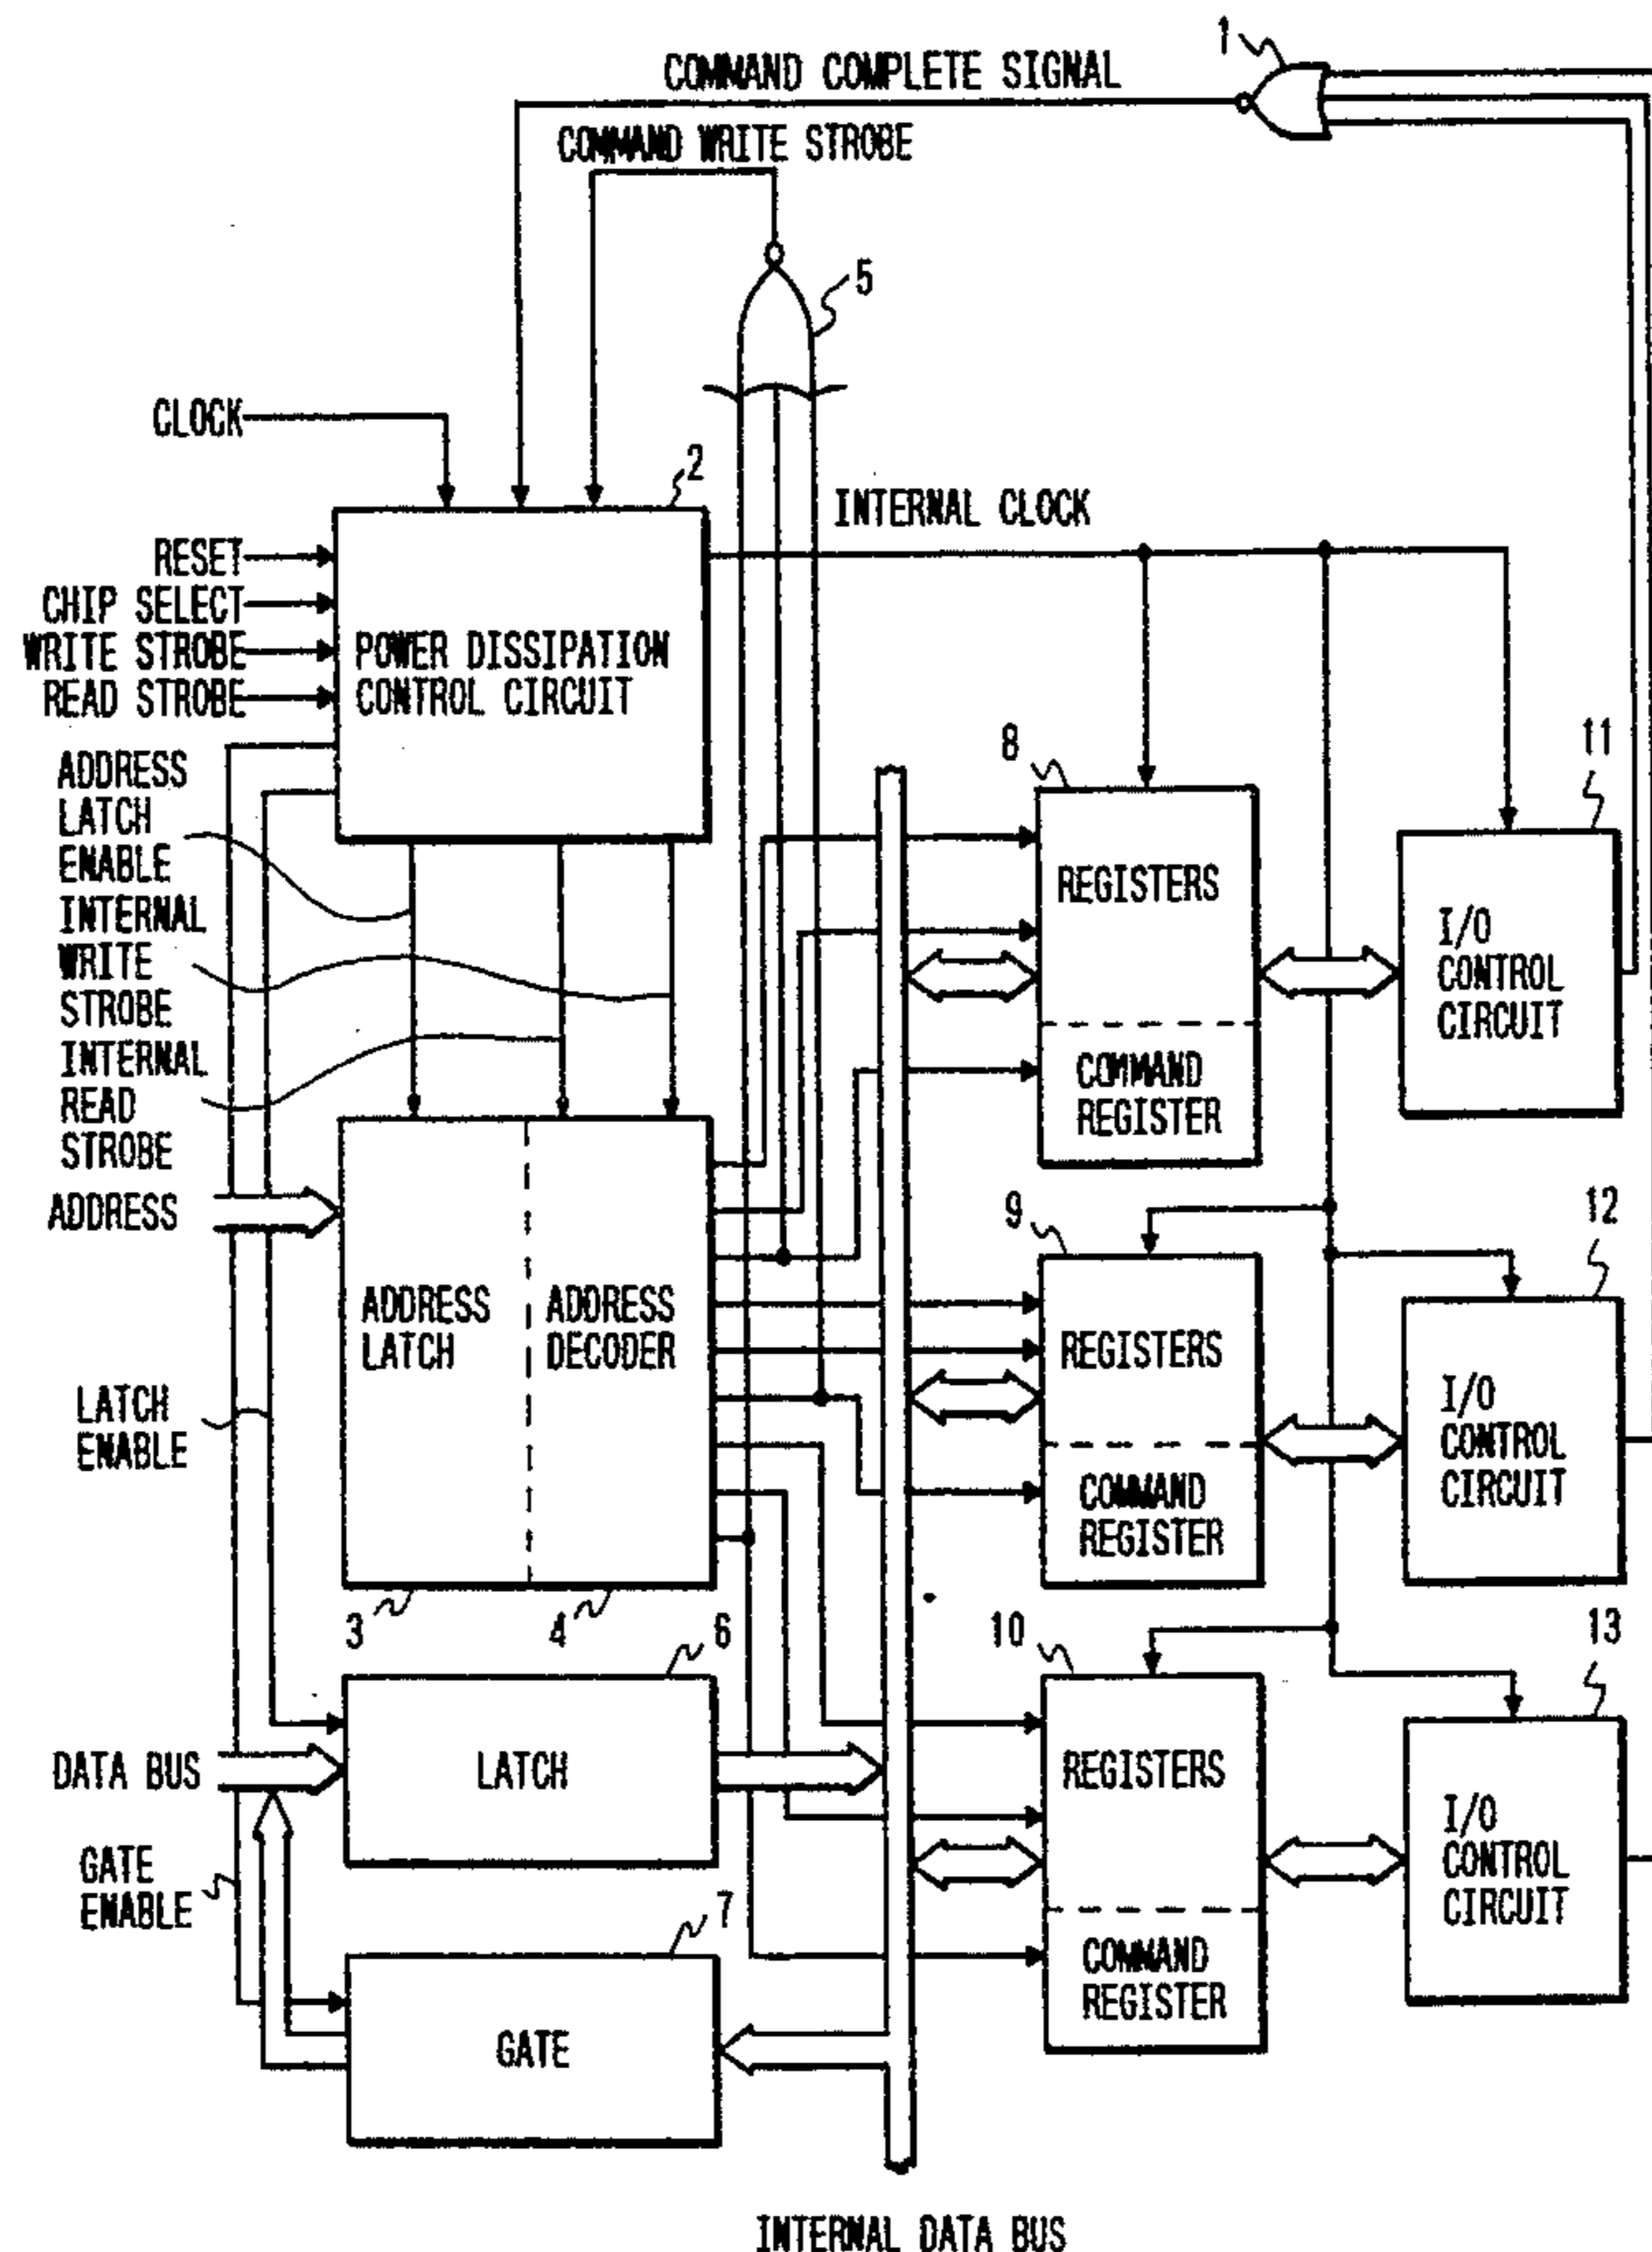 1
COMMAND COMPLETE SIGNAL
COMMAND WRITE STROBE
5
CLOCK
2
INTERNAL CLOCK
RESET
CHIP SELECT
WRITE STROBE
READ STROBE
POWER DISSIPATION
CONTROL CIRCUIT
ADDRESS
LATCH
ENABLE
INTERNAL
WRITE
STROBE
INTERNAL
READ
STROBE
8
REGISTERS
COMMAND
REGISTER
11
I/O
CONTROL
CIRCUIT
ADDRESS
ADDRESS
LATCH
ADDRESS
DECODER
3
4
9
REGISTERS
COMMAND
REGISTER
12
I/O
CONTROL
CIRCUIT
LATCH
ENABLE
6
DATA BUS
LATCH
10
REGISTERS
COMMAND
REGISTER
13
I/O
CONTROL
CIRCUIT
GATE
ENABLE
7
GATE
INTERNAL DATA BUS